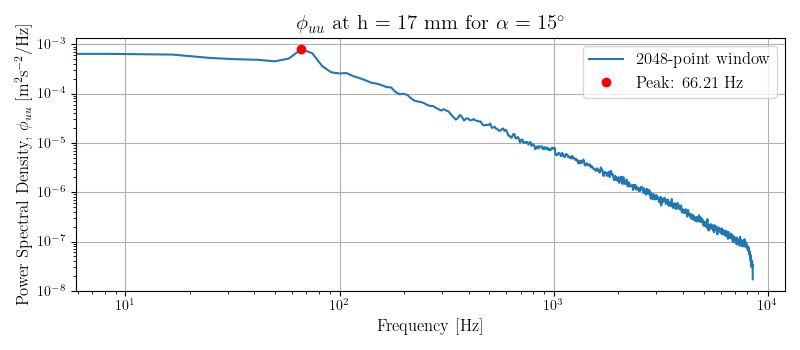 ϕᵤᵤ at h = 17 mm for α = 15°
Power Spectral Density, ϕᵤᵤ [m²s⁻²/Hz]
10⁻³
10⁻⁴
10⁻⁵
10⁻⁶
10⁻⁷
10⁻⁸
2048-point window
Peak: 66.21 Hz
10¹ 10² 10³ 10⁴
Frequency [Hz]